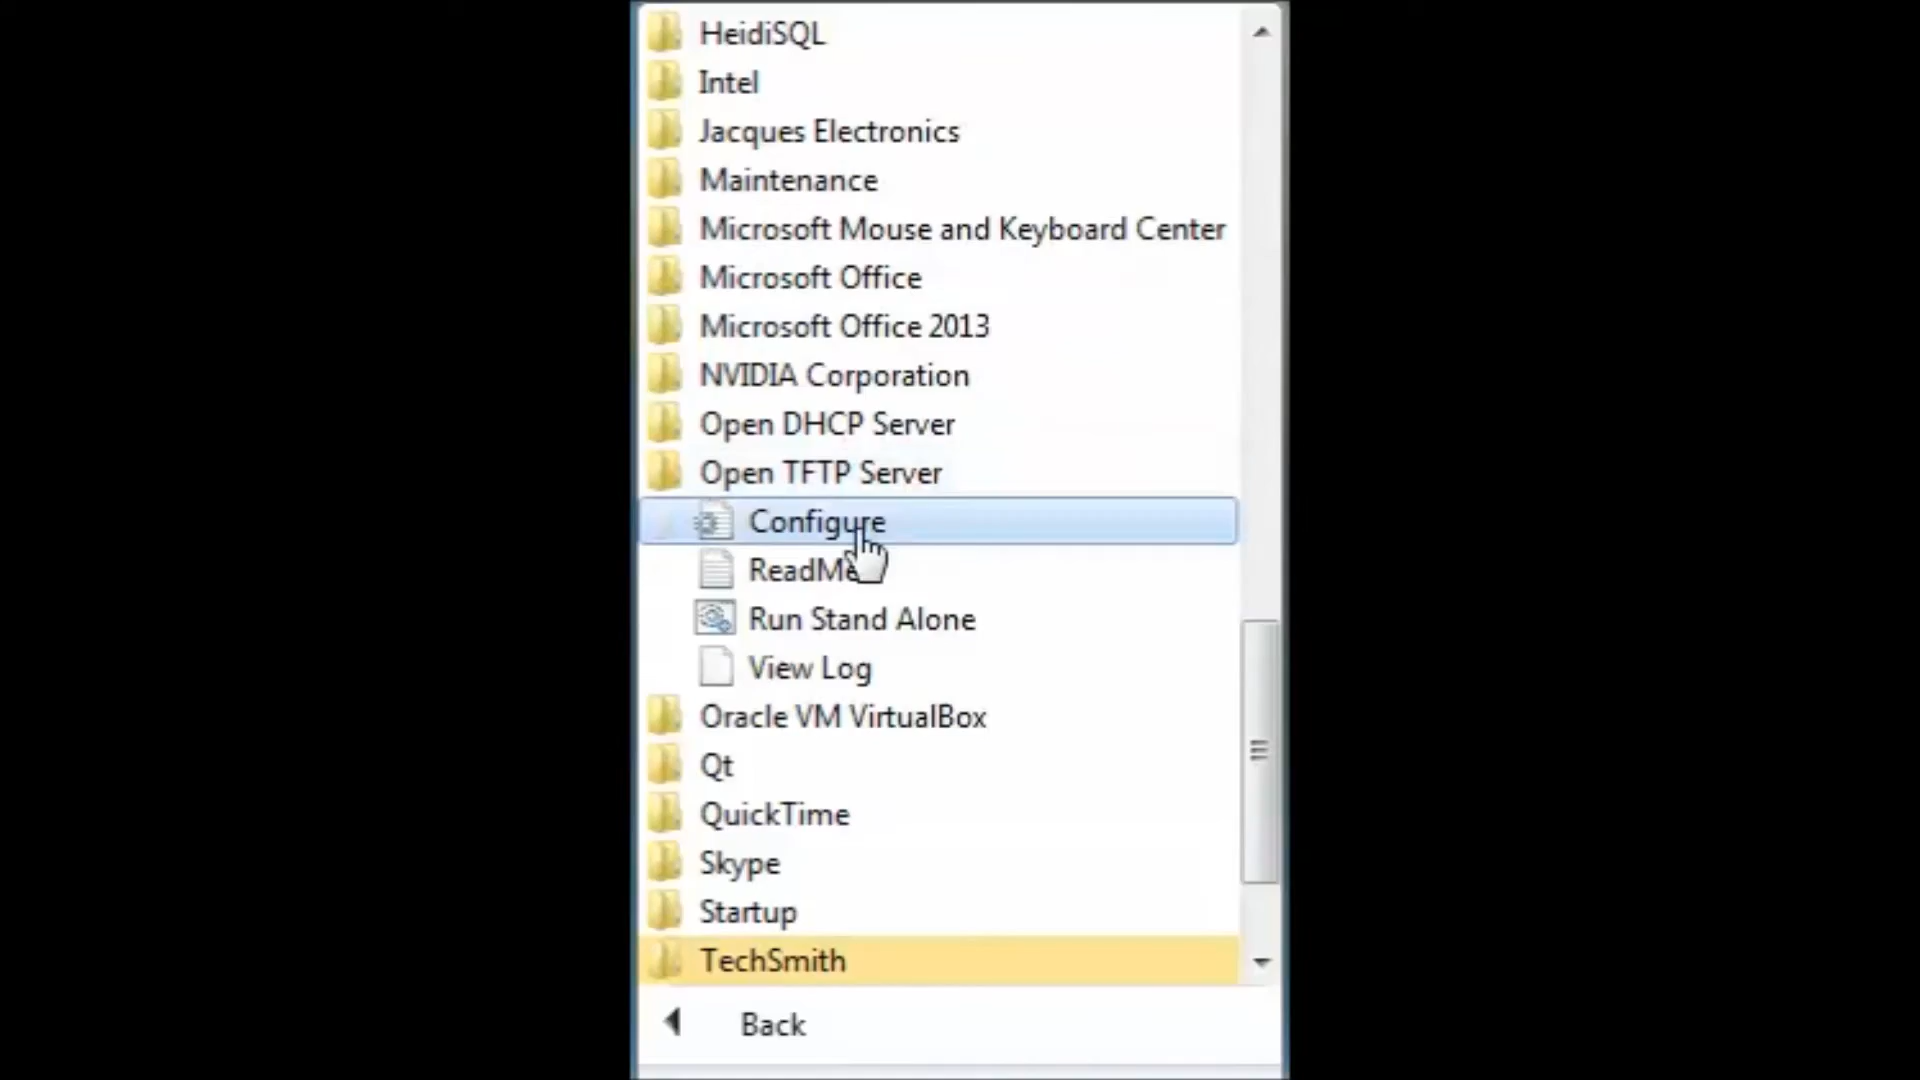 HeidiSQL
Intel
Jacques Electronics
Maintenance
Microsoft Mouse and Keyboard Center
Microsoft Office
Microsoft Office 2013
NVIDIA Corporation
Open DHCP Server
Open TFTP Server
Configure
ReadMe
Run Stand Alone
View Log
Oracle VM VirtualBox
Qt
QuickTime
Skype
Startup
TechSmith
Back